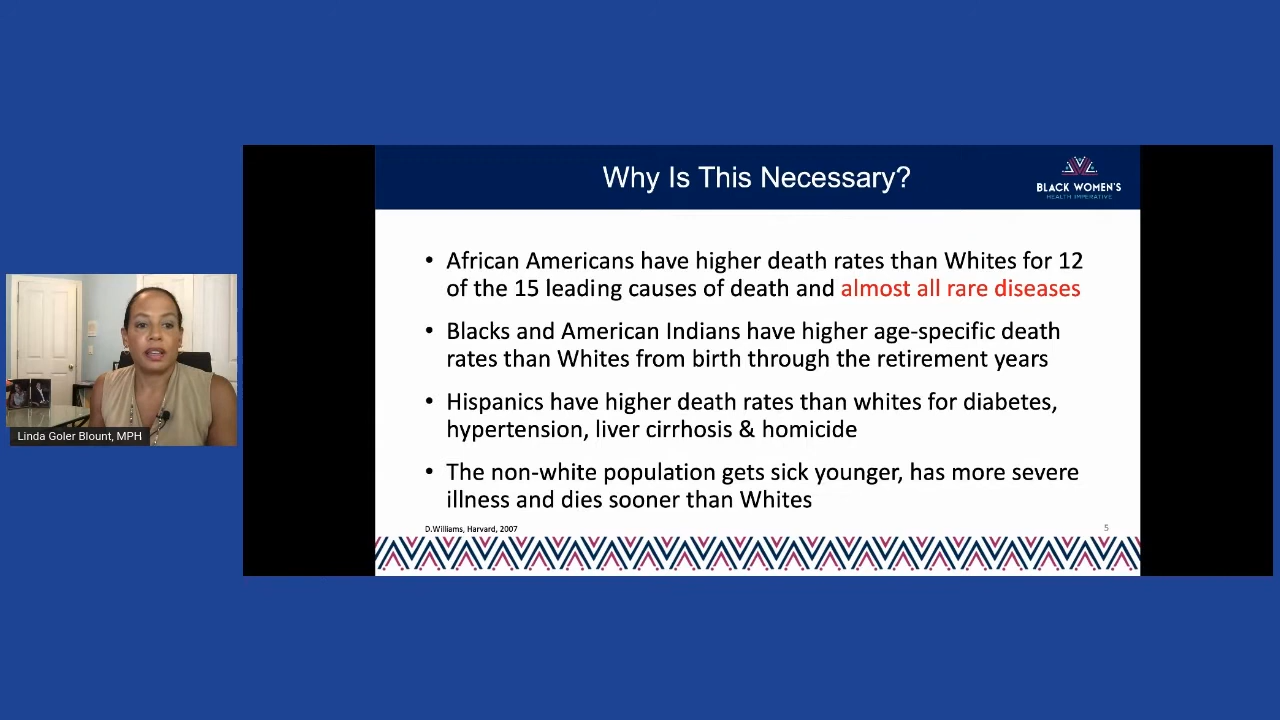 Why Is This Necessary?
BLACK WOMEN'S
HEALTH IMPERATIVE
• African Americans have higher death rates than Whites for 12
of the 15 leading causes of death and almost all rare diseases
• Blacks and American Indians have higher age-specific death
rates than Whites from birth through the retirement years
• Hispanics have higher death rates than whites for diabetes,
hypertension, liver cirrhosis & homicide
• The non-white population gets sick younger, has more severe
illness and dies sooner than Whites
D.Williams, Harvard, 2007
5
Linda Goler Blount, MPH